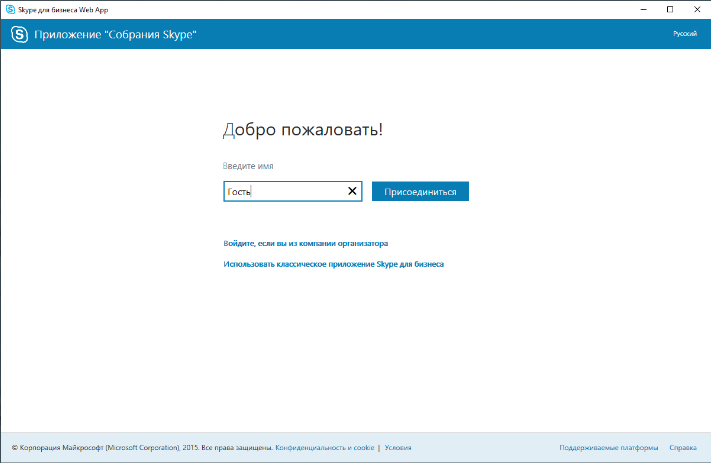 Skype для бизнеса Web App
Приложение "Собрания Skype"
Русский
Добро пожаловать!
Введите имя
Гость
Присоединиться
Войдите, если вы из компании организатора
Использовать классическое приложение Skype для бизнеса
© Корпорация Майкрософт (Microsoft Corporation), 2015. Все права защищены. Конфиденциальность и cookie | Условия
Поддерживаемые платформы Справка